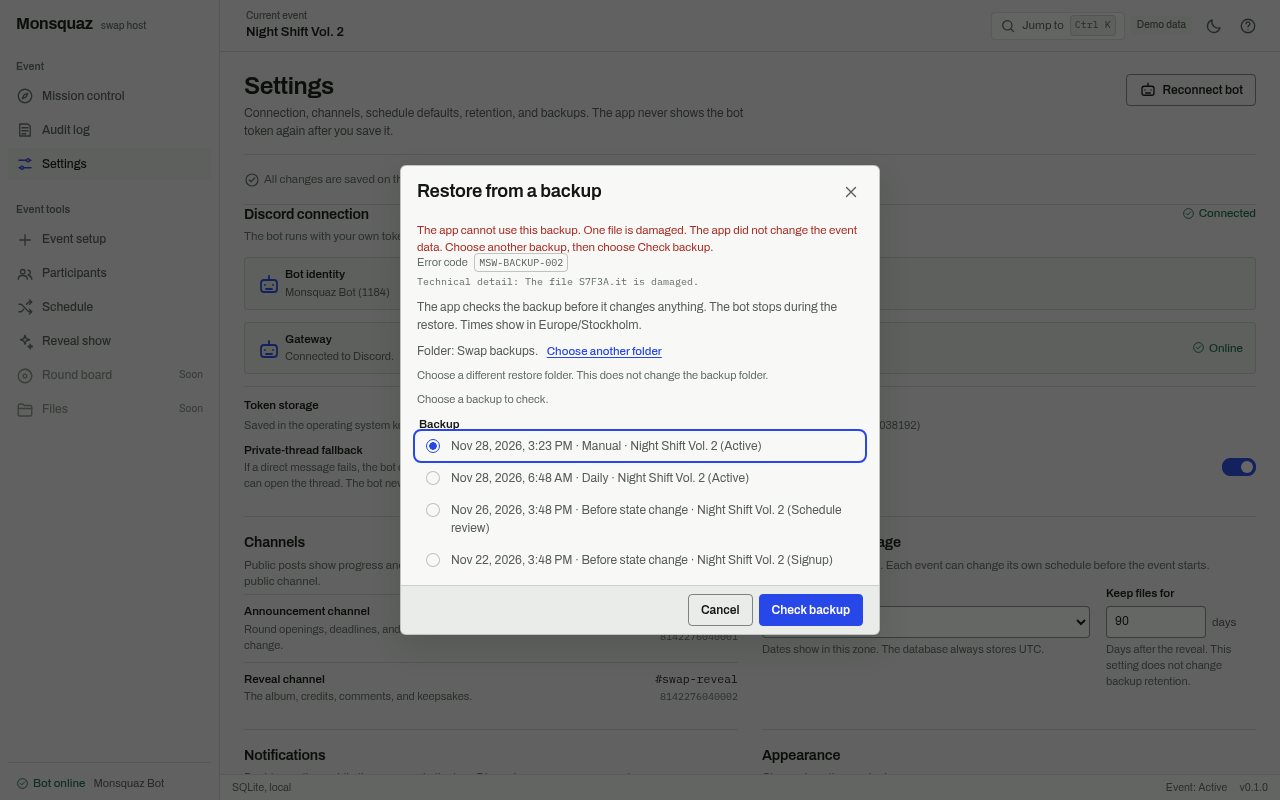 Monsquaz swap host
Current event
Night Shift Vol. 2
Jump to Ctrl K
Demo data
Event
Mission control
Audit log
Settings
Event tools
Event setup
Participants
Schedule
Reveal show
Round board Soon
Files Soon
Bot online Monsquaz Bot
Settings
Connection, channels, schedule defaults, retention, and backups. The app never shows the bot
token again after you save it.
Reconnect bot
All changes are saved on th
Discord connection
Connected
The bot runs with your own toke
Bot identity
Monsquaz Bot (1184)
Gateway
Connected to Discord.
Online
Token storage
Saved in the operating system ke
038192)
Private-thread fallback
If a direct message fails, the bot c
can open the thread. The bot nev
Restore from a backup
The app cannot use this backup. One file is damaged. The app did not change the event
data. Choose another backup, then choose Check backup.
Error code MSW-BACKUP-002
Technical detail: The file S7F3A.it is damaged.
The app checks the backup before it changes anything. The bot stops during the
restore. Times show in Europe/Stockholm.
Folder: Swap backups. Choose another folder
Choose a different restore folder. This does not change the backup folder.
Choose a backup to check.
Backup
Nov 28, 2026, 3:23 PM · Manual · Night Shift Vol. 2 (Active)
Nov 28, 2026, 6:48 AM · Daily · Night Shift Vol. 2 (Active)
Nov 26, 2026, 3:48 PM · Before state change · Night Shift Vol. 2 (Schedule
review)
Nov 22, 2026, 3:48 PM · Before state change · Night Shift Vol. 2 (Signup)
Cancel
Check backup
Channels
Public posts show progress and
public channel.
Announcement channel
Round openings, deadlines, and
change.
8142276040001
Reveal channel
The album, credits, comments, and keepsakes.
#swap-reveal
8142276040002
age
. Each event can change its own schedule before the event starts.
Dates show in this zone. The database always stores UTC.
Keep files for
90 days
Days after the reveal. This
setting does not change
backup retention.
Notifications
Appearance
SQLite, local
Event: Active v0.1.0